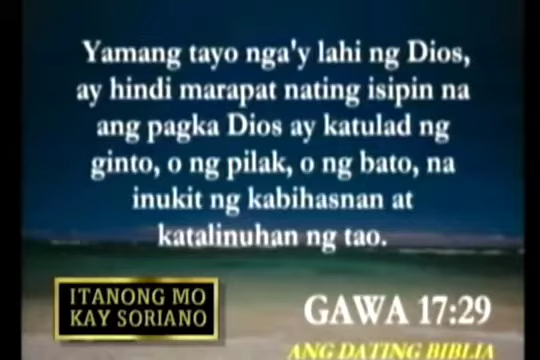 Yamang tayo nga'y lahi ng Dios,
ay hindi marapat nating isipin na
ang pagka Dios ay katulad ng
ginto, o ng pilak, o ng bato, na
inukit ng kabihasnan at
katalinuhan ng tao.
ITANONG MO
KAY SORIANO
GAWA 17:29
ANG DATING BIBLIA